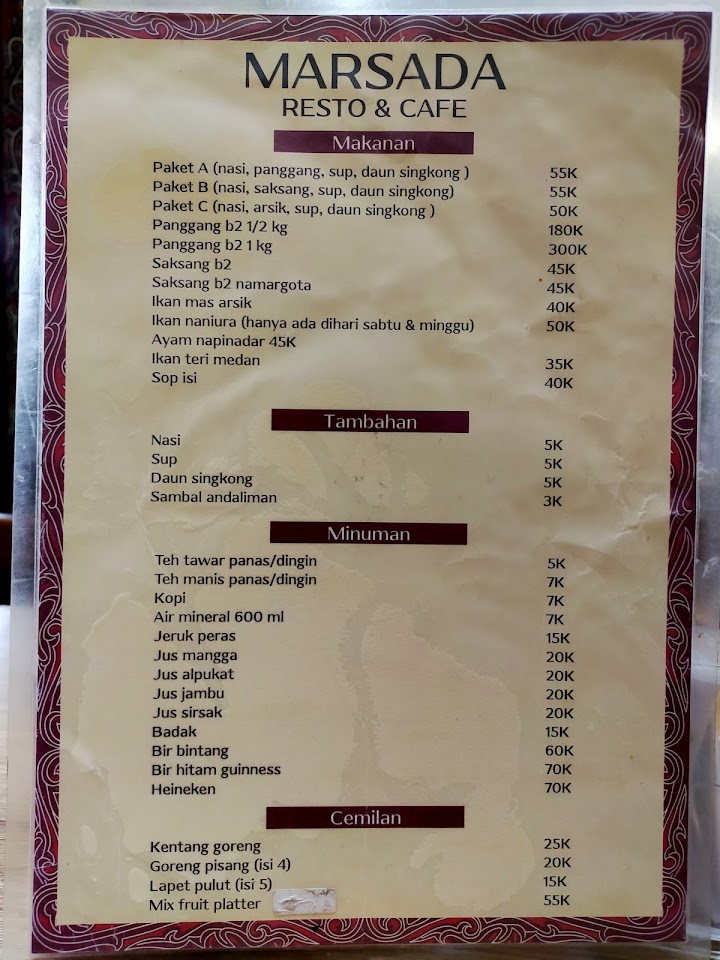 MARSADA
RESTO & CAFE
Makanan
Paket A (nasi, panggang, sup, daun singkong ) 55K
Paket B (nasi, saksang, sup, daun singkong) 55K
Paket C (nasi, arsik, sup, daun singkong ) 50K
Panggang b2 1/2 kg 180K
Panggang b2 1 kg 300K
Saksang b2 45K
Saksang b2 namargota 45K
Ikan mas arsik 40K
Ikan naniura (hanya ada dihari sabtu & minggu) 50K
Ayam napinadar 45K
Ikan teri medan 35K
Sop isi 40K
Tambahan
Nasi 5K
Sup 5K
Daun singkong 5K
Sambal andaliman 3K
Minuman
Teh tawar panas/dingin 5K
Teh manis panas/dingin 7K
Kopi 7K
Air mineral 600 ml 7K
Jeruk peras 15K
Jus mangga 20K
Jus alpukat 20K
Jus jambu 20K
Jus sirsak 20K
Badak 15K
Bir bintang 60K
Bir hitam guinness 70K
Heineken 70K
Cemilan
Kentang goreng 25K
Goreng pisang (isi 4) 20K
Lapet pulut (isi 5) 15K
Mix fruit platter 55K